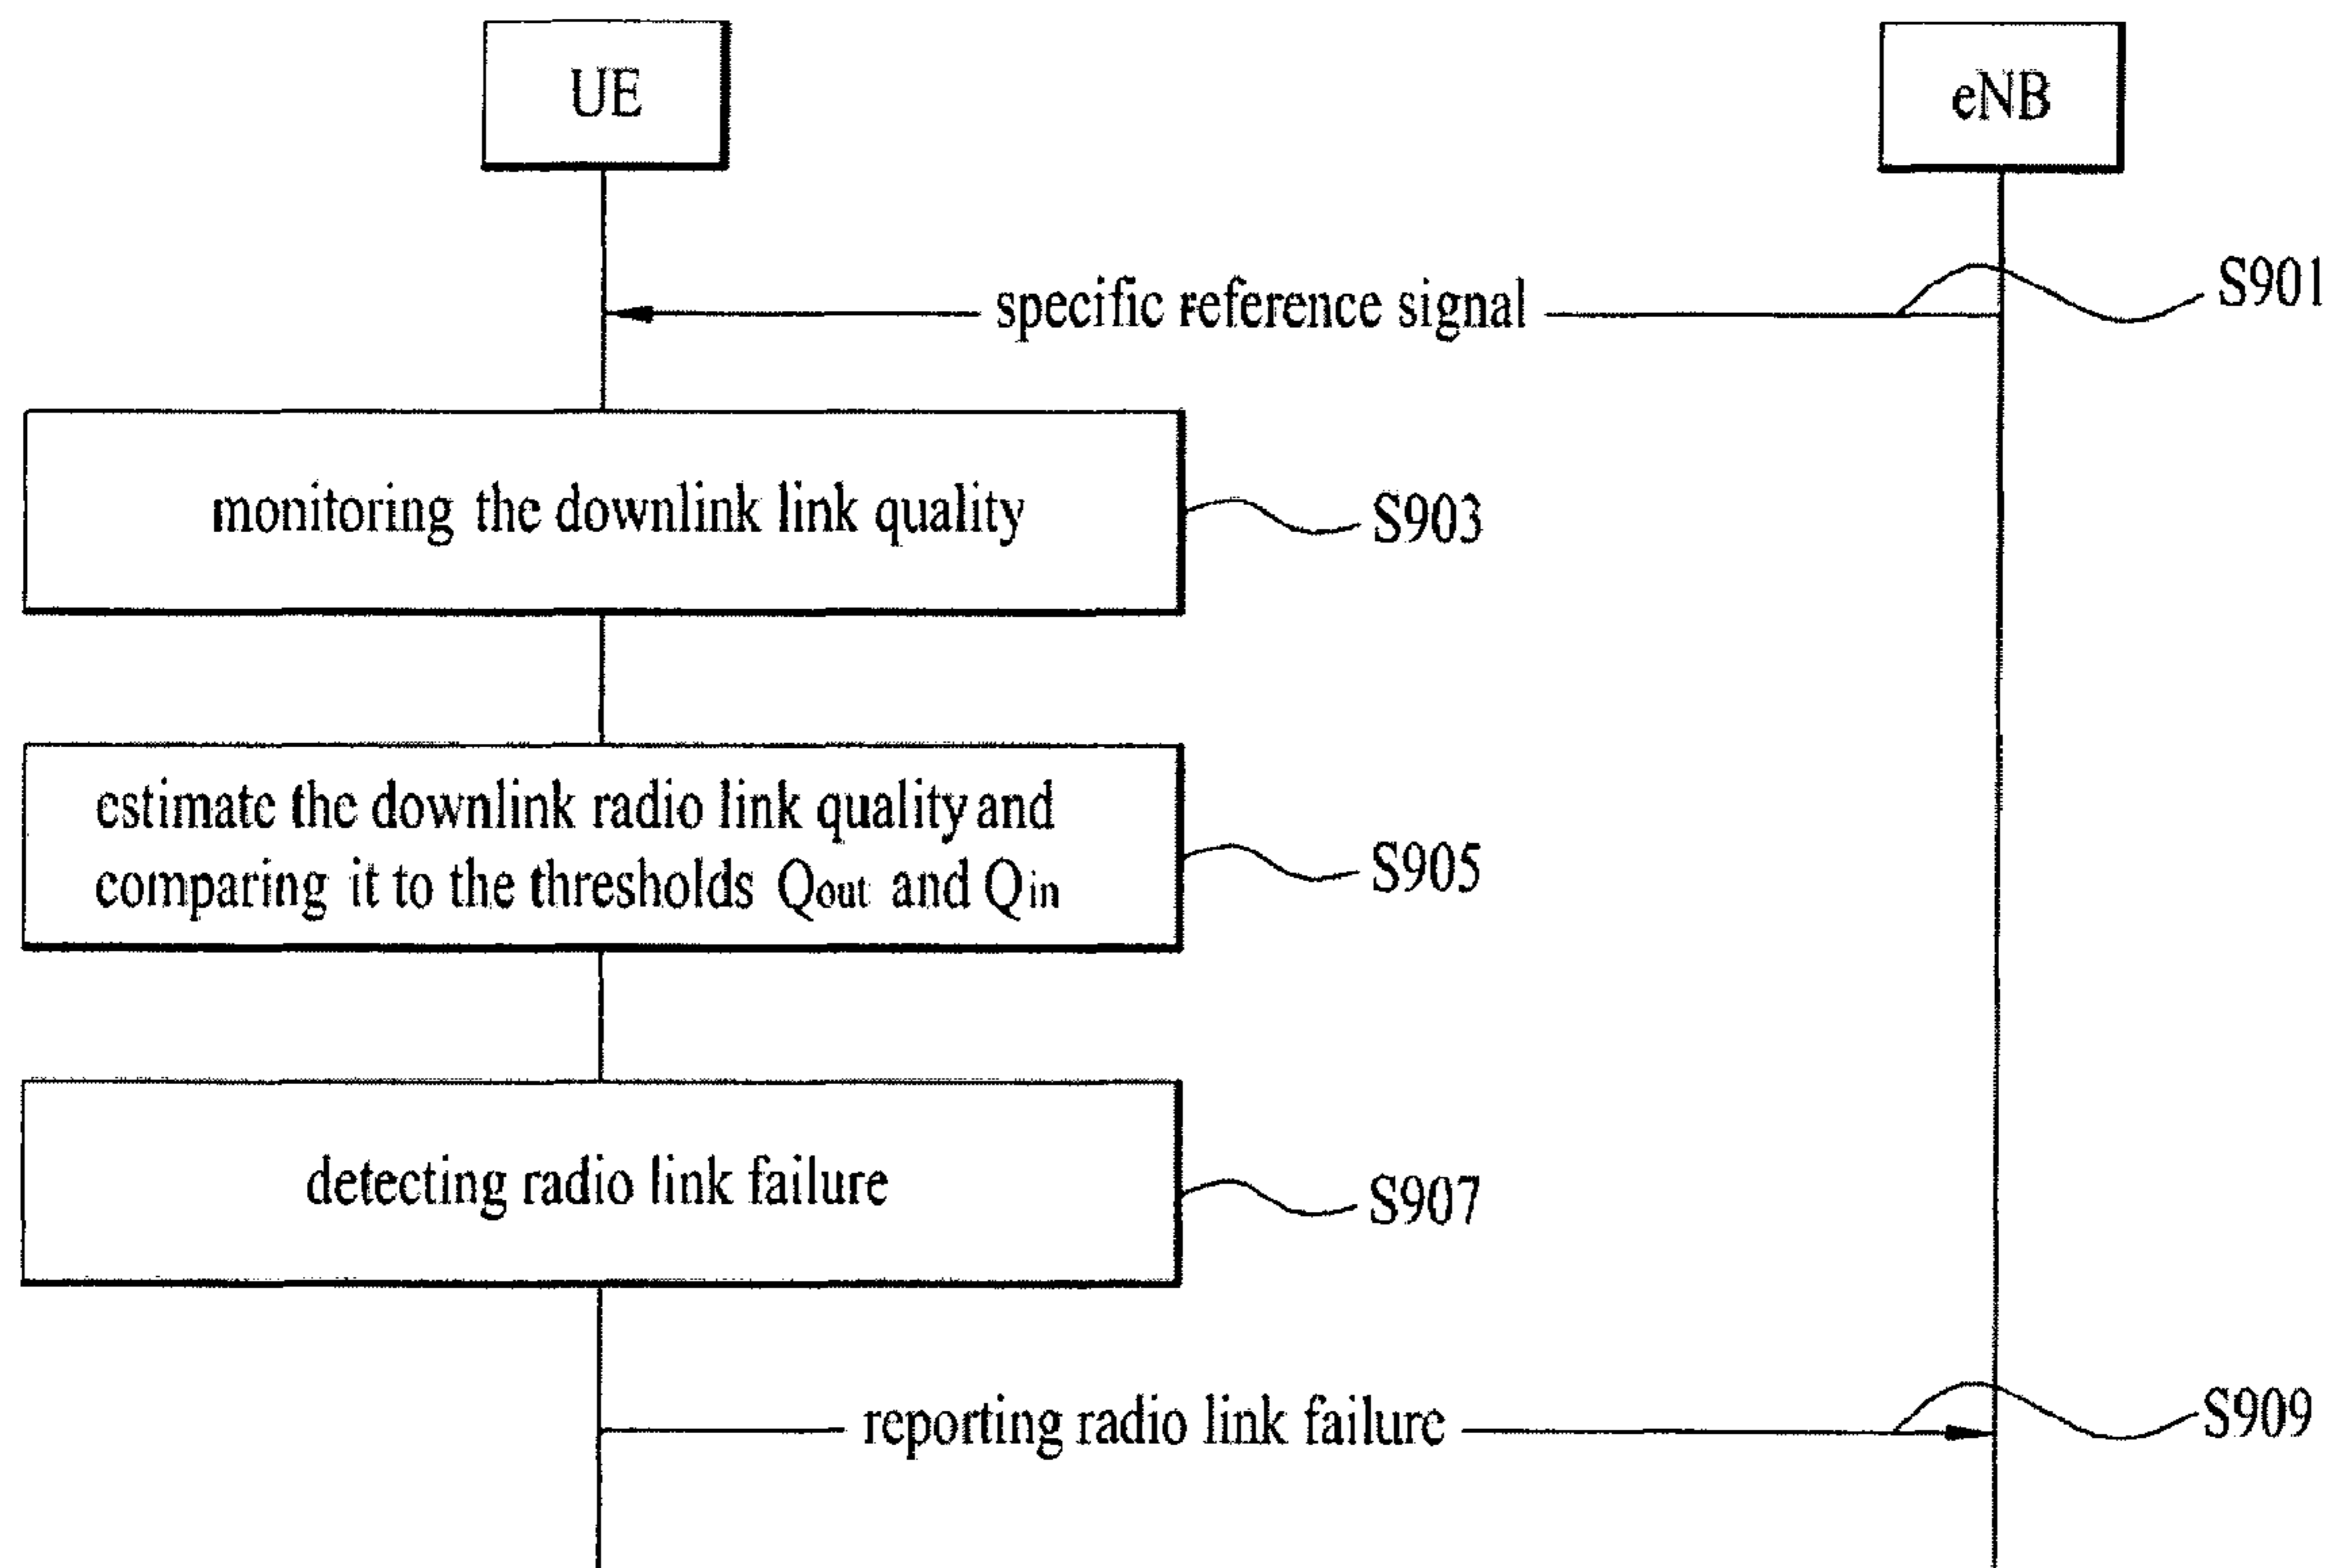 UE
eNB
specific reference signal
S901
monitoring the downlink link quality
S903
estimate the downlink radio link quality and
comparing it to the thresholds Qout and Qin
S905
detecting radio link failure
S907
reporting radio link failure
S909